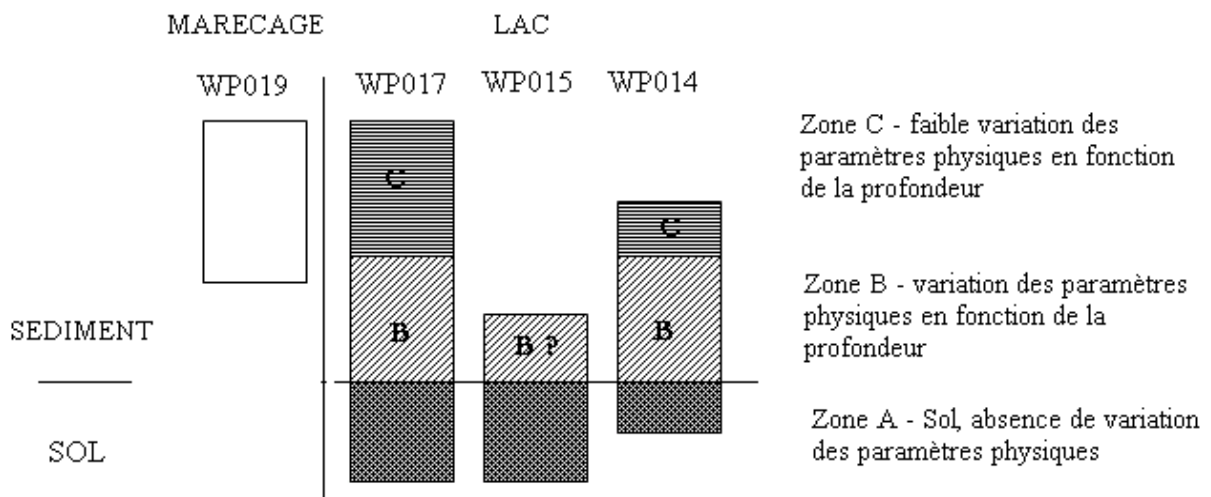 MARECAGE LAC
WP019 WP017 WP015 WP014
Zone C - faible variation des
paramètres physiques en fonction
de la profondeur
C
C
Zone B - variation des paramètres
physiques en fonction de la
profondeur
SEDIMENT
B
B ?
B
Zone A - Sol, absence de variation
des paramètres physiques
SOL